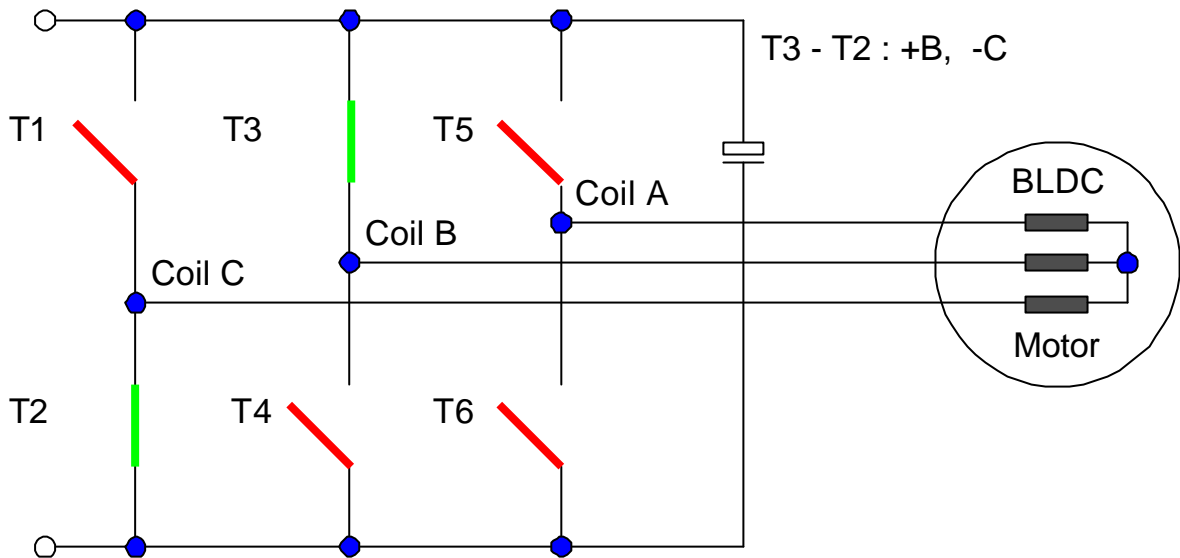 T3 - T2 : +B, -C
T1
T3
T5
BLDC
Coil A
Coil B
Coil C
Motor
T2
T4
T6